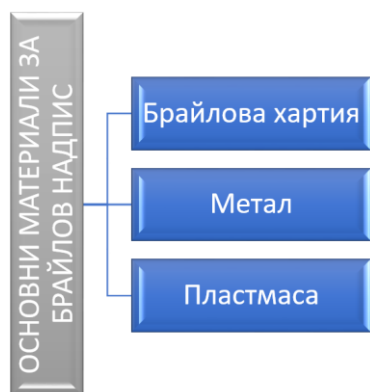 ОСНОВНИ МАТЕРИАЛИ ЗА
БРАЙЛОВ НАДПИС
Брайлова хартия
Метал
Пластмаса